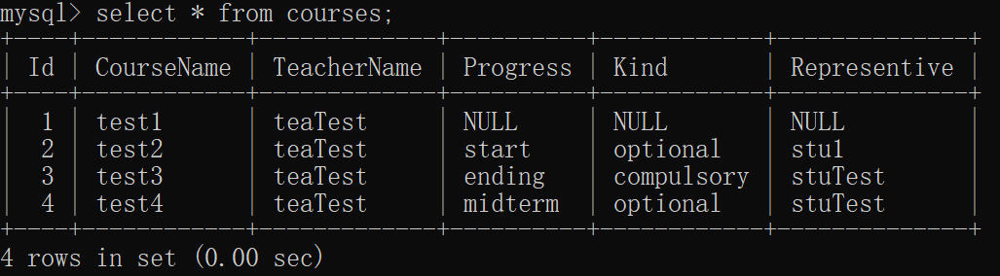 mysql> select * from courses;
+----+------------+-------------+----------+------------+--------------+
| Id | CourseName | TeacherName | Progress | Kind       | Representive |
+----+------------+-------------+----------+------------+--------------+
|  1 | test1      | teaTest     | NULL     | NULL       | NULL         |
|  2 | test2      | teaTest     | start    | optional   | stu1         |
|  3 | test3      | teaTest     | ending   | compulsory | stuTest      |
|  4 | test4      | teaTest     | midterm  | optional   | stuTest      |
+----+------------+-------------+----------+------------+--------------+
4 rows in set (0.00 sec)